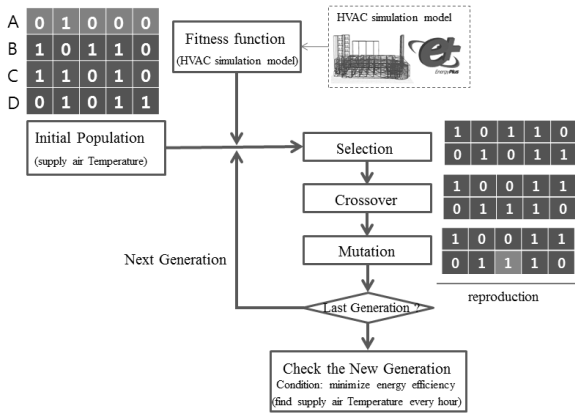 A 0 1 0 0 0
B 1 0 1 1 0
C 1 1 0 1 0
D 0 1 0 1 1
Fitness function
(HVAC simulation model)
HVAC simulation model
e+
EnergyPlus
Initial Population
(supply air Temperature)
Selection
1 0 1 1 0
0 1 0 1 1
Crossover
1 0 0 1 1
0 1 1 1 0
Mutation
1 0 0 1 1
0 1 1 1 0
Next Generation
Last Generation ?
reproduction
Check the New Generation
Condition: minimize energy efficiency
(find supply air Temperature every hour)